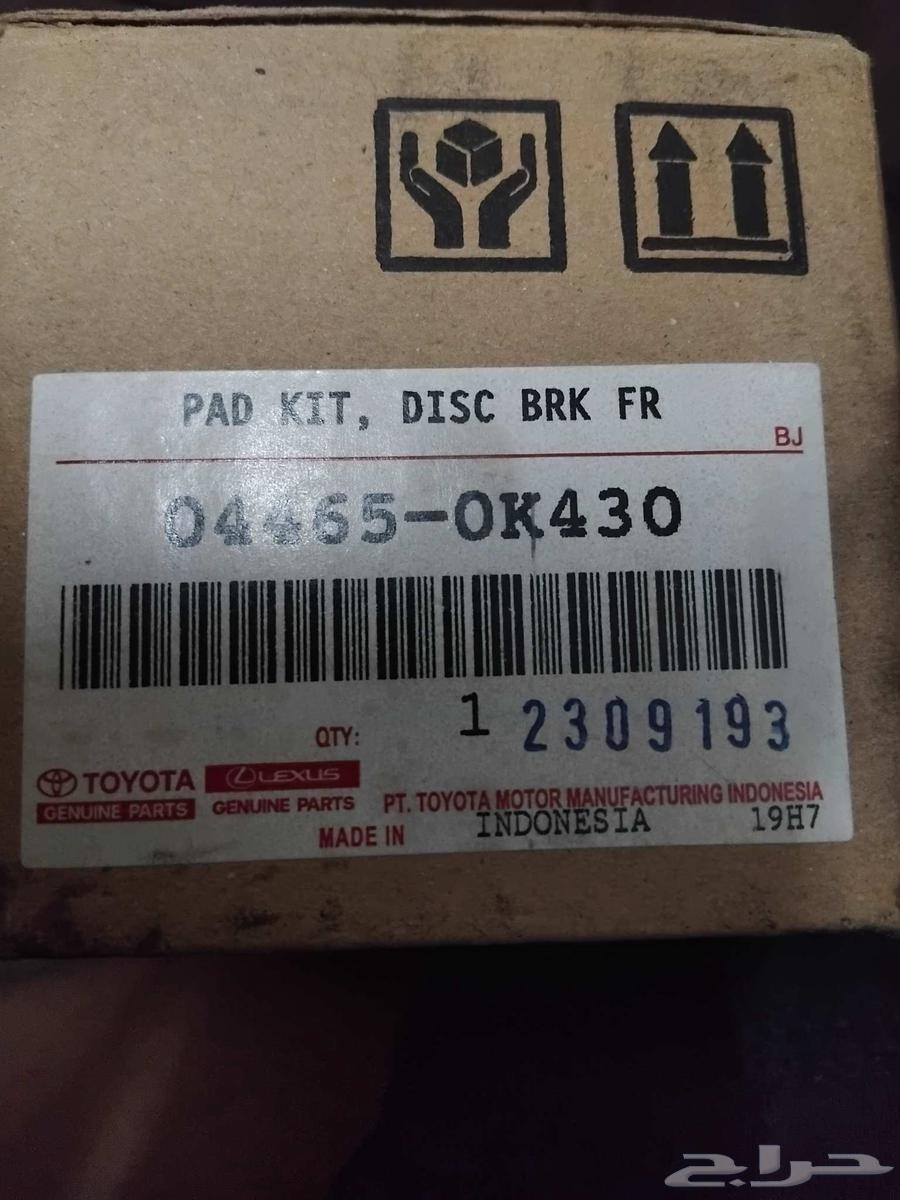 PAD KIT, DISC BRK FR
BJ
04465-0K430
QTY: 1 2309193
TOYOTA LEXUS
GENUINE PARTS GENUINE PARTS PT. TOYOTA MOTOR MANUFACTURING INDONESIA
MADE IN INDONESIA 19H7
حراج